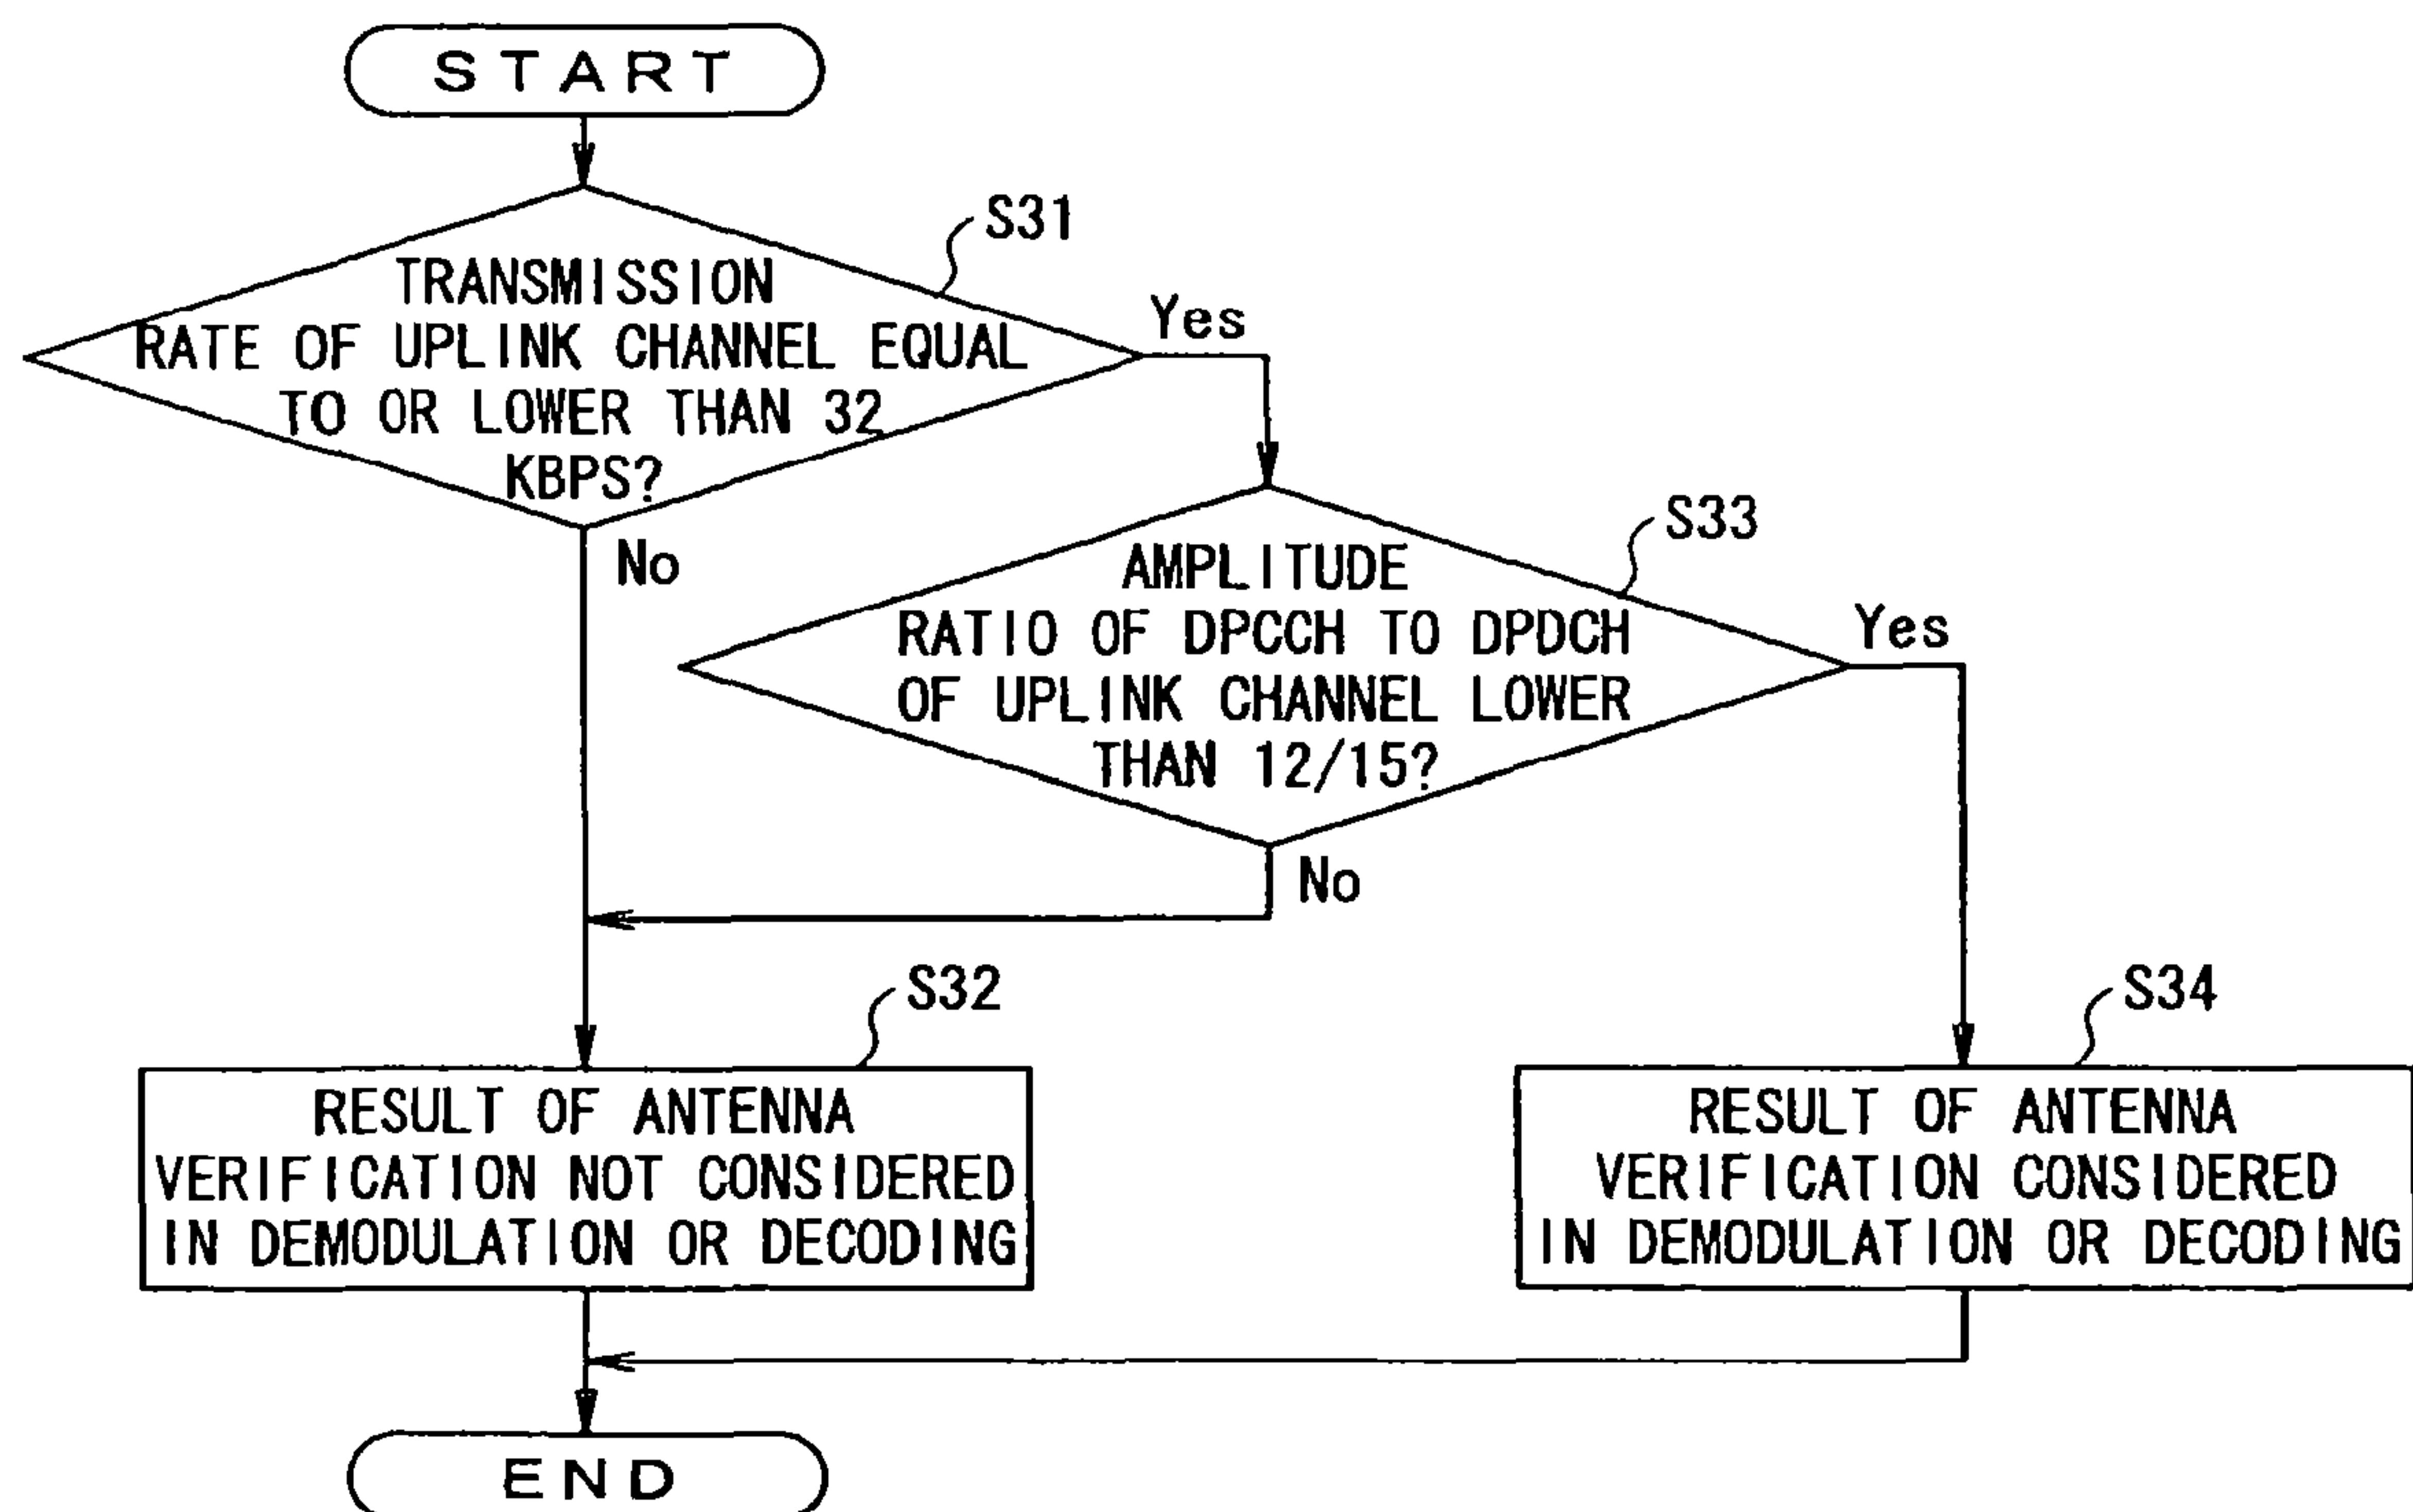 START
S31
TRANSMISSION
RATE OF UPLINK CHANNEL EQUAL
TO OR LOWER THAN 32
KBPS?
Yes
No
S33
AMPLITUDE
RATIO OF DPCCH TO DPDCH
OF UPLINK CHANNEL LOWER
THAN 12/15?
Yes
No
S32
RESULT OF ANTENNA
VERIFICATION NOT CONSIDERED
IN DEMODULATION OR DECODING
S34
RESULT OF ANTENNA
VERIFICATION CONSIDERED
IN DEMODULATION OR DECODING
END